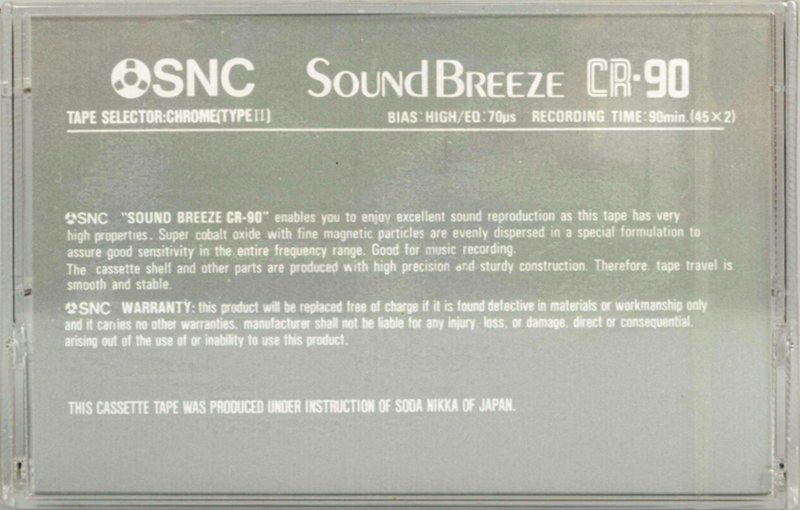 SNC SOUND BREEZE CR-90
TAPE SELECTOR:CHROME(TYPE II) BIAS:HIGH/EQ:70μs RECORDING TIME:90min.(45×2)
SNC "SOUND BREEZE CR-90" enables you to enjoy excellent sound reproduction as this tape has very
high properties. Super cobalt oxide with fine magnetic particles are evenly dispersed in a special formulation to
assure good sensitivity in the entire frequency range. Good for music recording.
The cassette shell and other parts are produced with high precision and sturdy construction. Therefore, tape travel is
smooth and stable.
SNC WARRANTY: this product will be replaced free of charge if it is found defective in materials or workmanship only
and it carries no other warranties, manufacturer shall not be liable for any injury, loss, or damage, direct or consequential,
arising out of the use of or inability to use this product.
THIS CASSETTE TAPE WAS PRODUCED UNDER INSTRUCTION OF SODA NIKKA OF JAPAN.